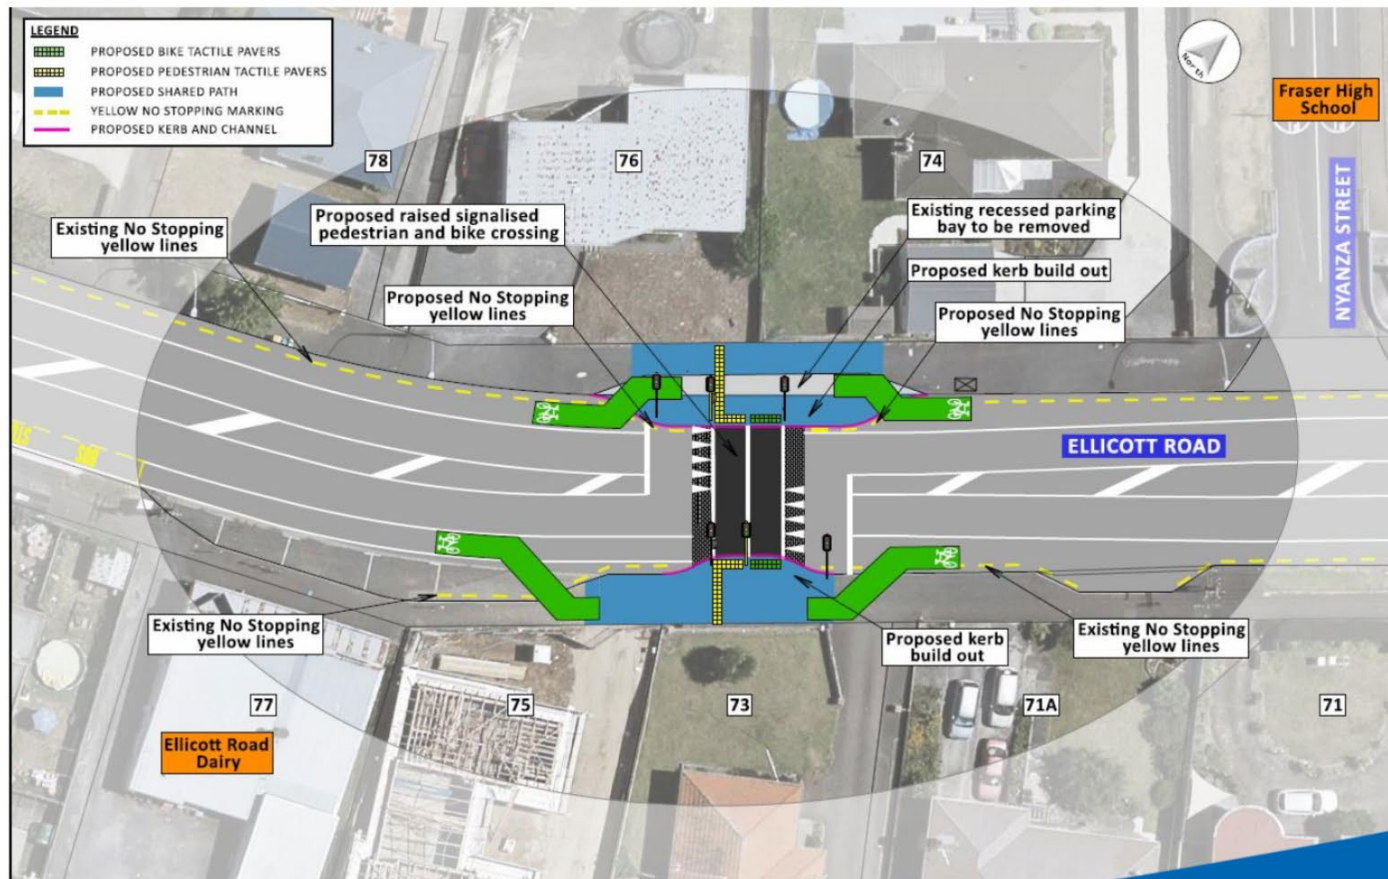 LEGEND
PROPOSED BIKE TACTILE PAVERS
PROPOSED PEDESTRIAN TACTILE PAVERS
PROPOSED SHARED PATH
YELLOW NO STOPPING MARKING
PROPOSED KERB AND CHANNEL
North
Fraser High
School
78
76
74
NYANZA STREET
Existing No Stopping
yellow lines
Proposed raised signalised
pedestrian and bike crossing
Existing recessed parking
bay to be removed
Proposed No Stopping
yellow lines
Proposed kerb build out
Proposed No Stopping
yellow lines
ELLICOTT ROAD
BUS
Existing No Stopping
yellow lines
Proposed kerb
build out
Existing No Stopping
yellow lines
77
75
73
71A
71
Ellicott Road
Dairy